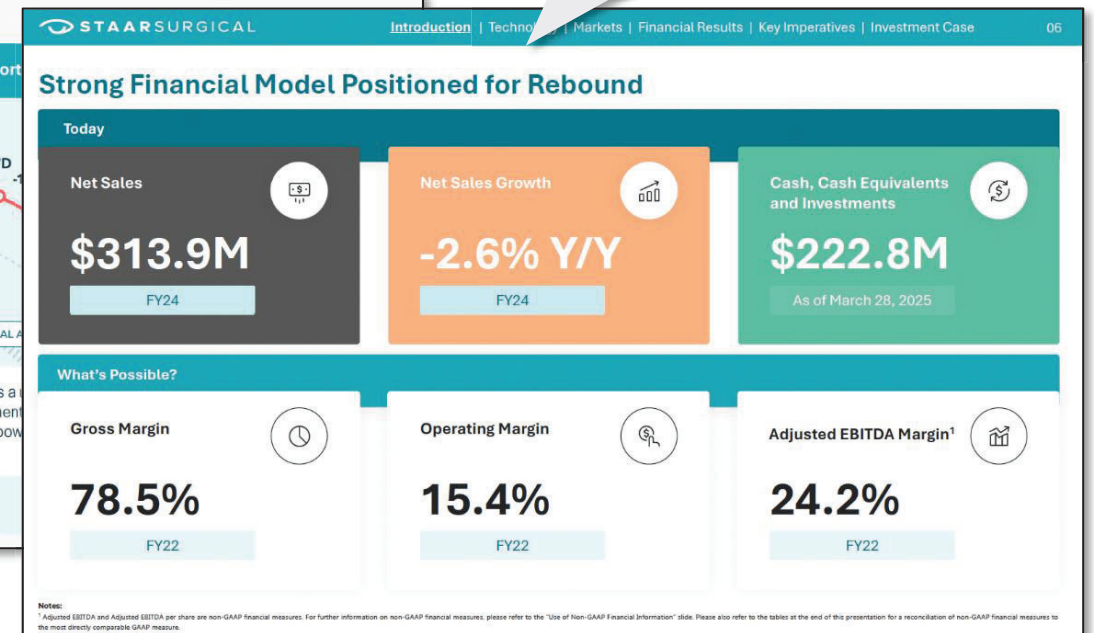 STAARSURGICAL
Introduction | Technology | Markets | Financial Results | Key Imperatives | Investment Case 06
Strong Financial Model Positioned for Rebound
Today
Net Sales
$313.9M
FY24
Net Sales Growth
-2.6% Y/Y
FY24
Cash, Cash Equivalents
and Investments
$222.8M
As of March 28, 2025
What's Possible?
Gross Margin
78.5%
FY22
Operating Margin
15.4%
FY22
Adjusted EBITDA Margin¹
24.2%
FY22
Notes:
¹ Adjusted EBITDA and Adjusted EBITDA per share are non-GAAP financial measures. For further information on non-GAAP financial measures, please refer to the "Use of Non-GAAP Financial Information" slide. Please also refer to the tables at the end of this presentation for a reconciliation of non-GAAP financial measures to
the most directly comparable GAAP measure.